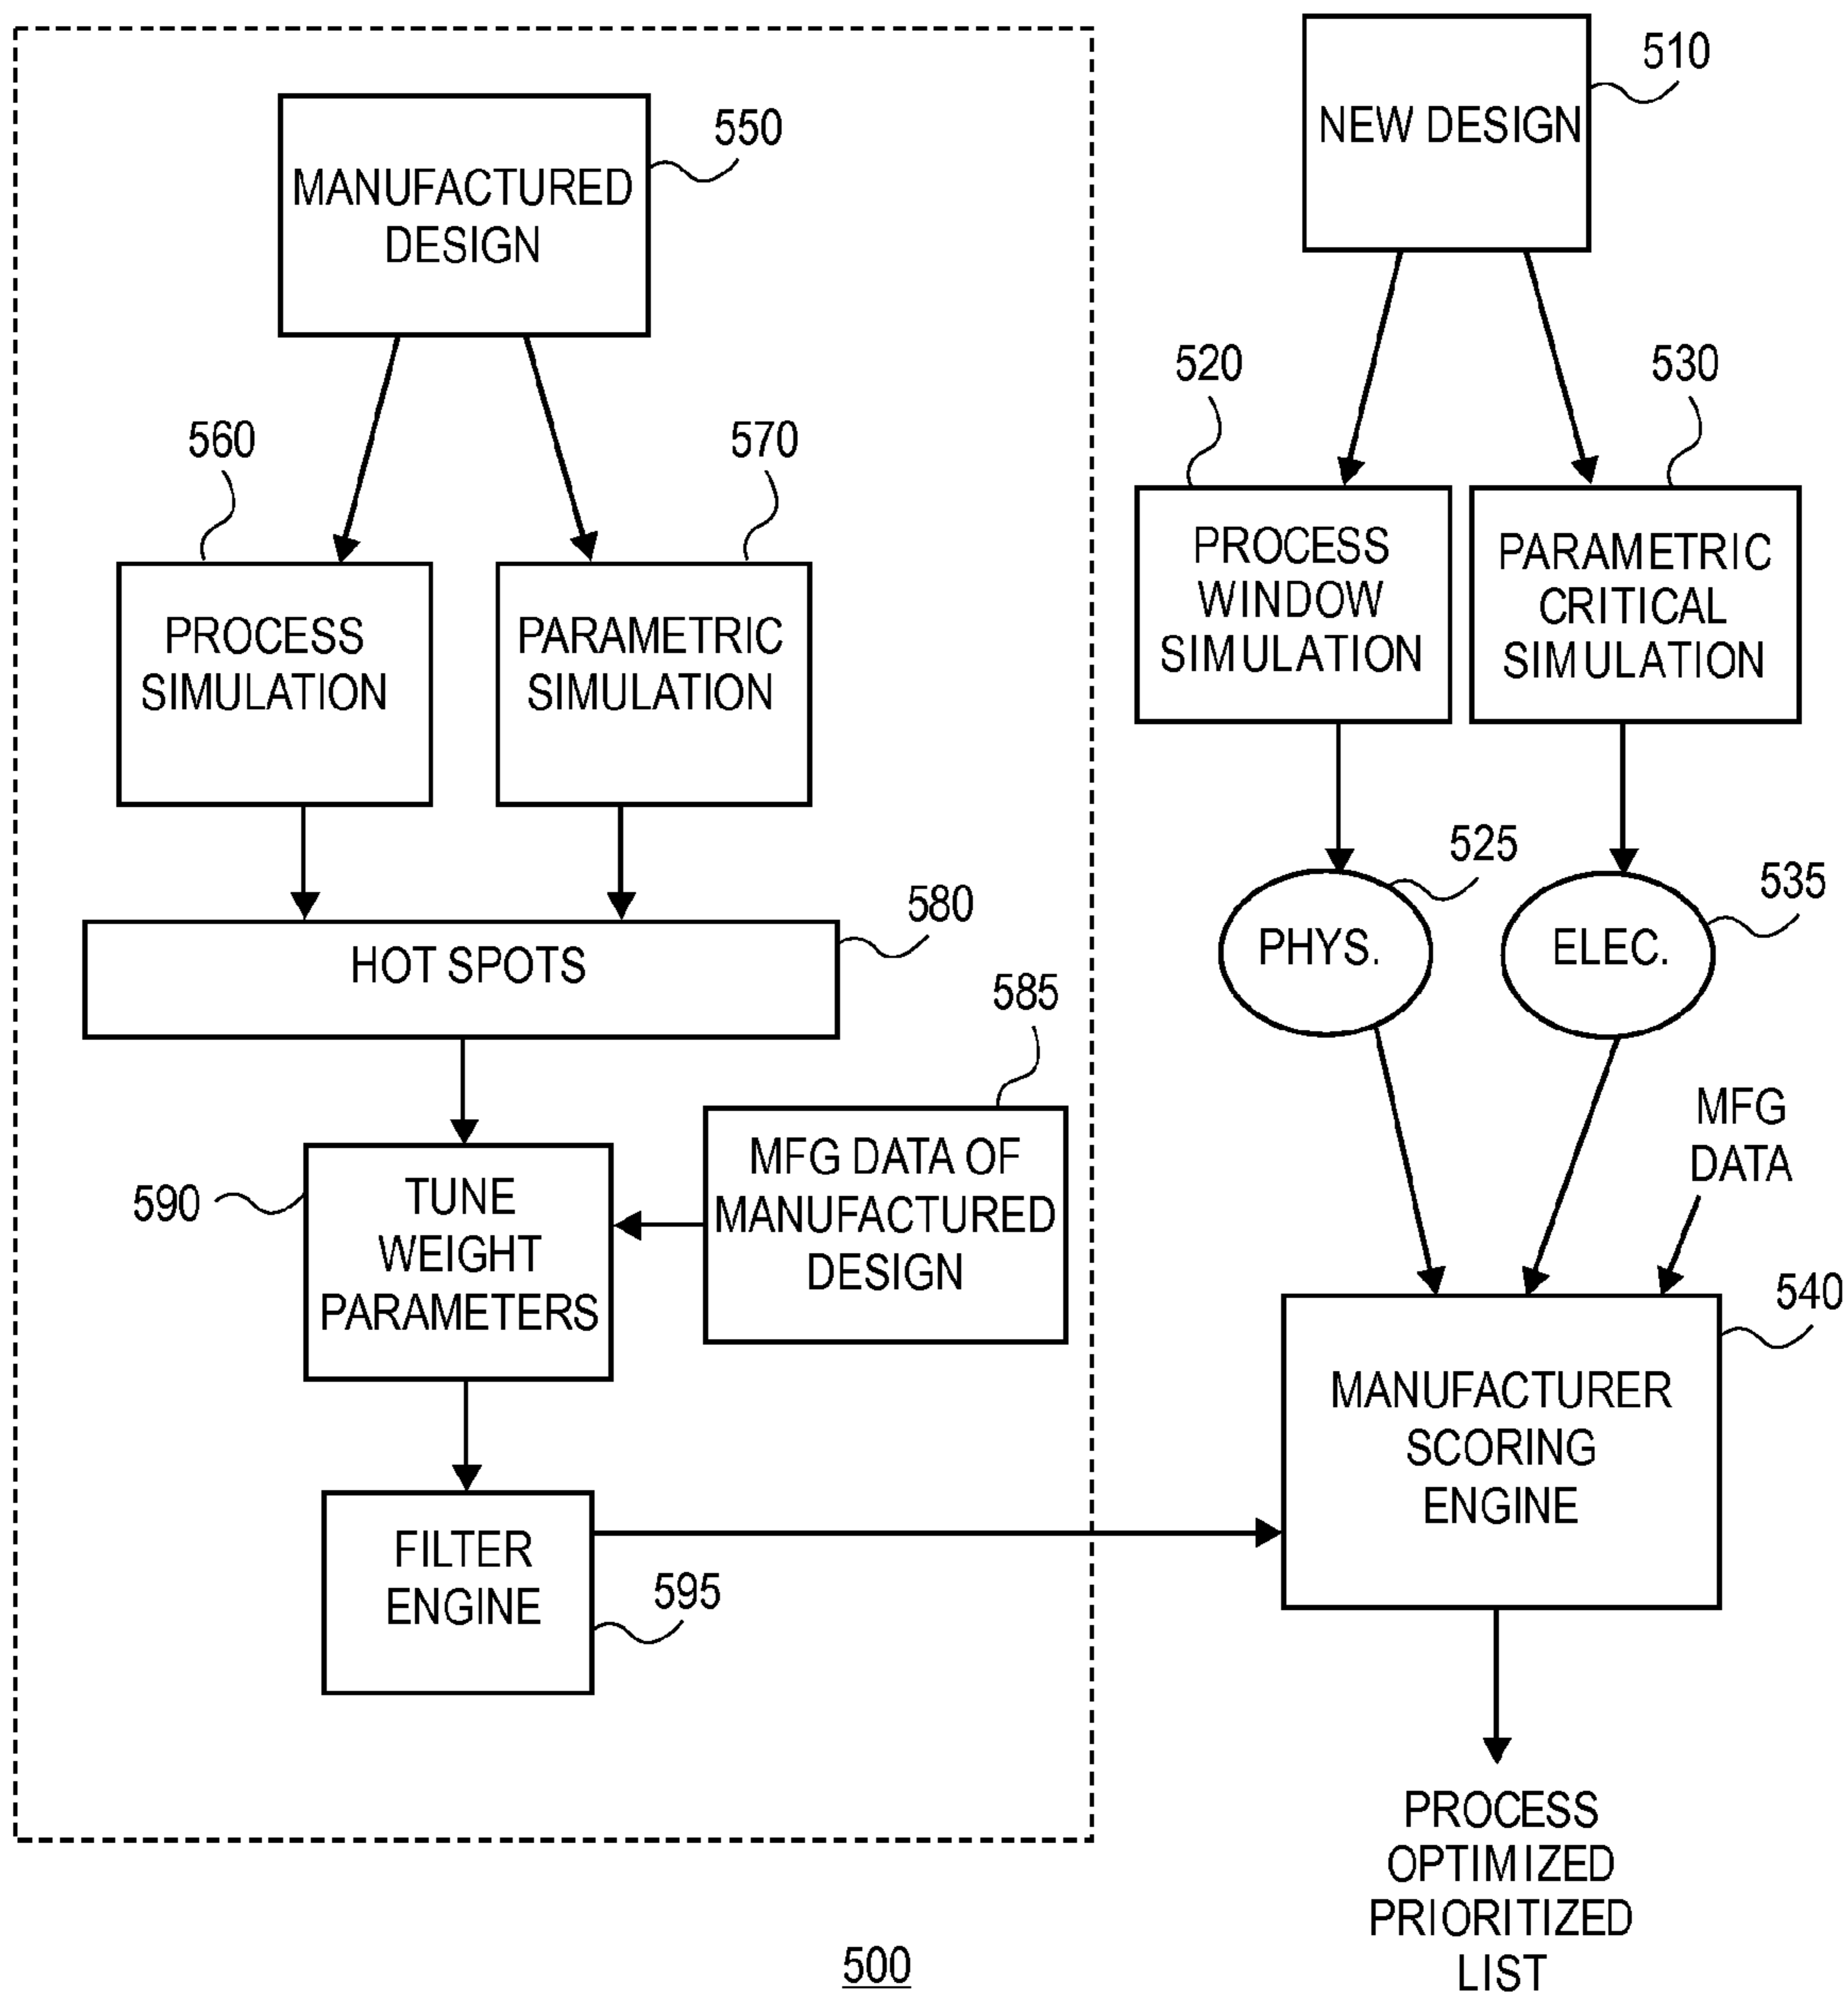 550
MANUFACTURED
DESIGN
560
570
PROCESS
SIMULATION
PARAMETRIC
SIMULATION
580
HOT SPOTS
585
MFG DATA OF
MANUFACTURED
DESIGN
590
TUNE
WEIGHT
PARAMETERS
FILTER
ENGINE
595
510
NEW DESIGN
520
530
PROCESS
WINDOW
SIMULATION
PARAMETRIC
CRITICAL
SIMULATION
525
535
PHYS.
ELEC.
MFG
DATA
540
MANUFACTURER
SCORING
ENGINE
PROCESS
OPTIMIZED
PRIORITIZED
LIST
500